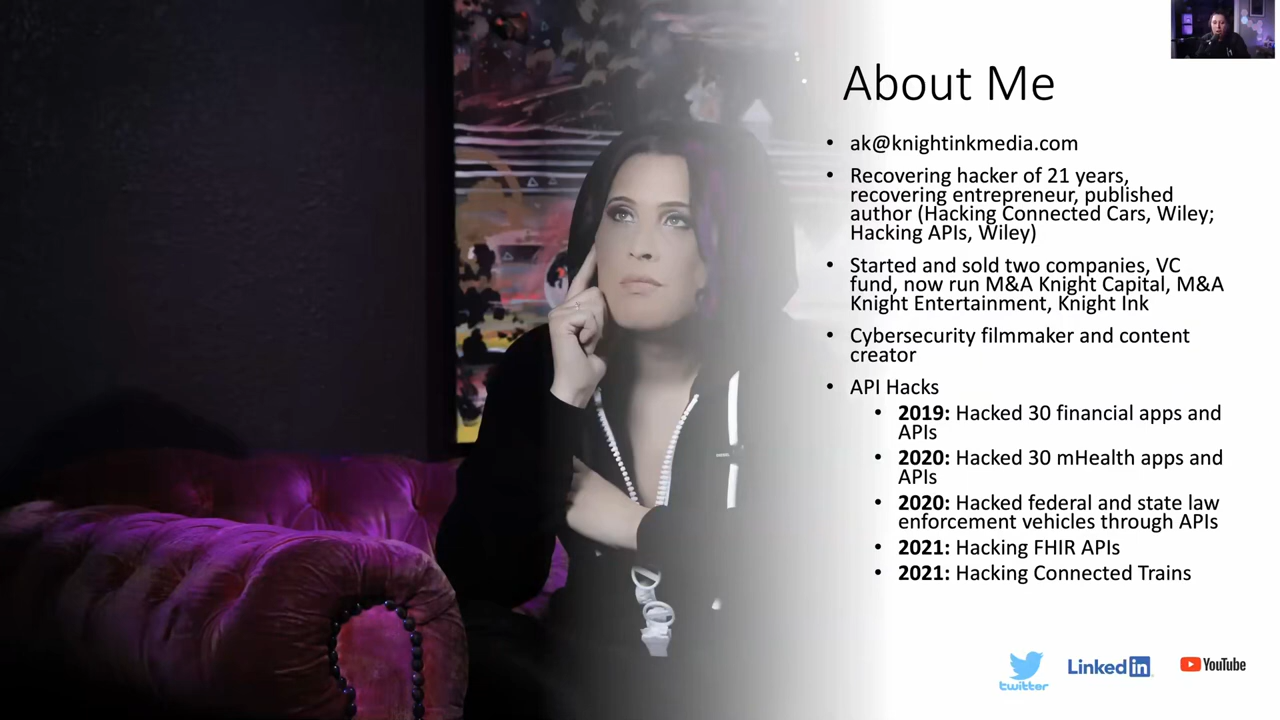 About Me
• ak@knightinkmedia.com
• Recovering hacker of 21 years,
recovering entrepreneur, published
author (Hacking Connected Cars, Wiley;
Hacking APIs, Wiley)
• Started and sold two companies, VC
fund, now run M&A Knight Capital, M&A
Knight Entertainment, Knight Ink
• Cybersecurity filmmaker and content
creator
• API Hacks
• 2019: Hacked 30 financial apps and
APIs
• 2020: Hacked 30 mHealth apps and
APIs
• 2020: Hacked federal and state law
enforcement vehicles through APIs
• 2021: Hacking FHIR APIs
• 2021: Hacking Connected Trains
twitter
LinkedIn
YouTube